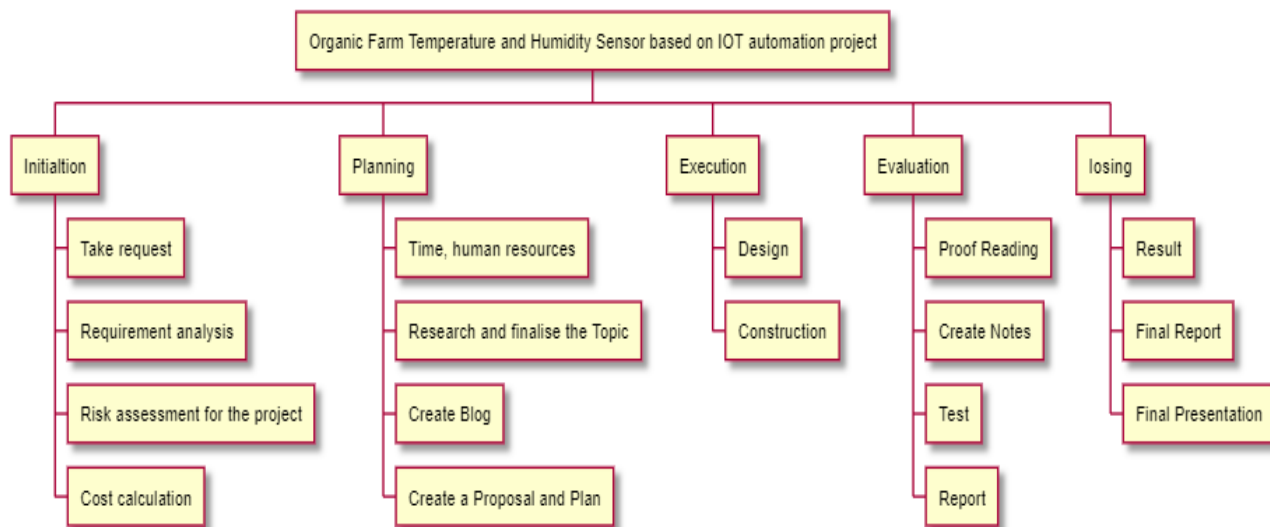 Organic Farm Temperature and Humidity Sensor based on IOT automation project
Initialtion
Take request
Requirement analysis
Risk assessment for the project
Cost calculation
Planning
Time, human resources
Research and finalise the Topic
Create Blog
Create a Proposal and Plan
Execution
Design
Construction
Evaluation
Proof Reading
Create Notes
Test
Report
losing
Result
Final Report
Final Presentation